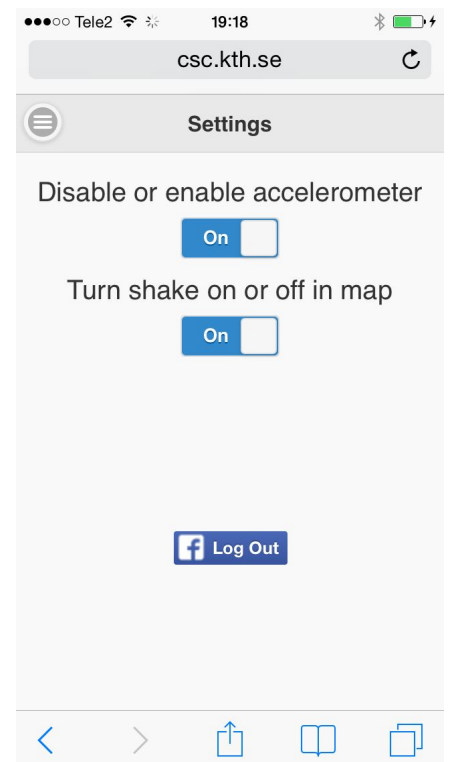 Tele2 19:18
csc.kth.se
Settings
Disable or enable accelerometer
On
Turn shake on or off in map
On
f Log Out